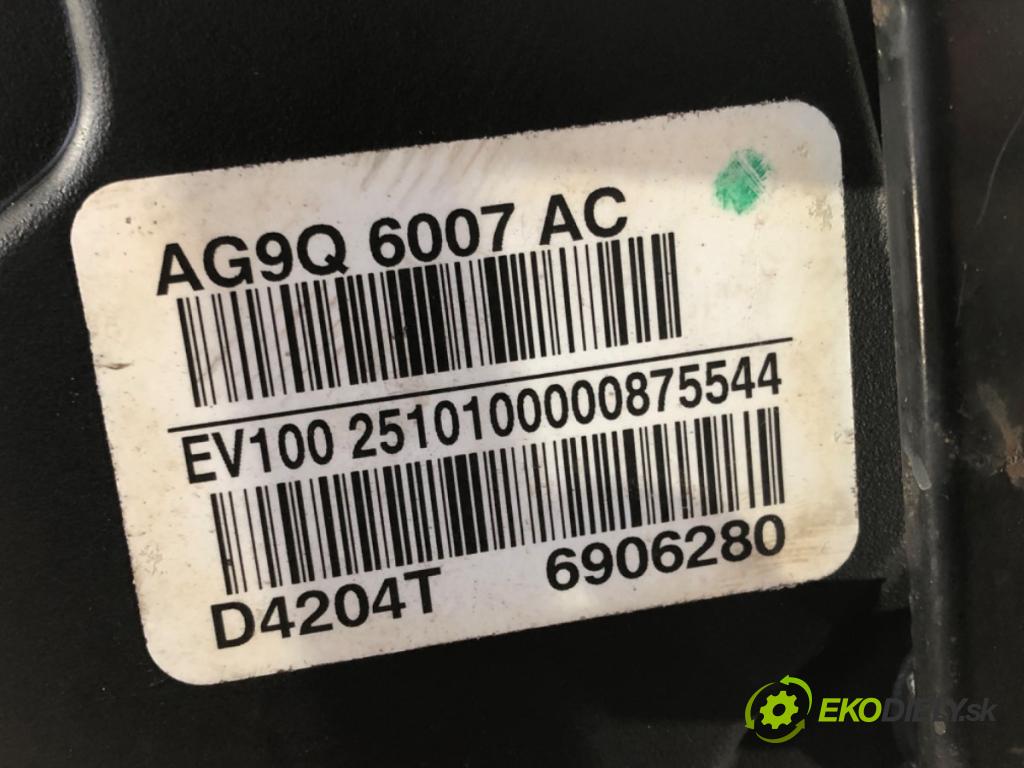 AG9Q 6007 AC
EV100 2510100000875544
D4204T 6906280
EKODIELY.sk